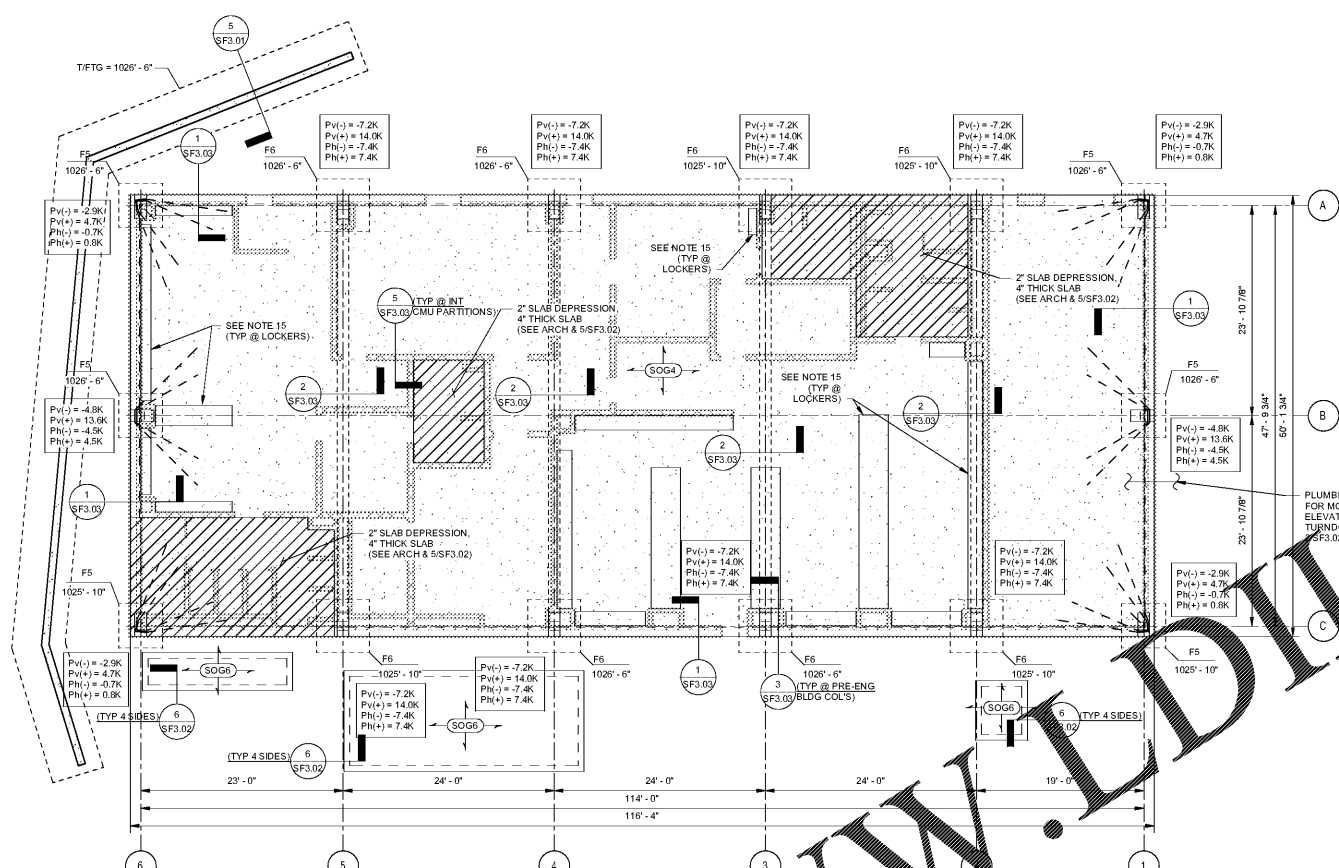 5
SF3.01
T/FTG = 1026' - 6"
1
SF3.03
F5
1026' - 6"
Pv(-) = -2.9K
Pv(+) = 4.7K
Ph(-) = -0.7K
Ph(+) = 0.8K
F6
1026' - 6"
Pv(-) = -7.2K
Pv(+) = 14.0K
Ph(-) = -7.4K
Ph(+) = 7.4K
F6
1026' - 6"
Pv(-) = -7.2K
Pv(+) = 14.0K
Ph(-) = -7.4K
Ph(+) = 7.4K
F6
1025' - 10"
Pv(-) = -7.2K
Pv(+) = 14.0K
Ph(-) = -7.4K
Ph(+) = 7.4K
F6
1025' - 10"
Pv(-) = -7.2K
Pv(+) = 14.0K
Ph(-) = -7.4K
Ph(+) = 7.4K
F5
1026' - 6"
Pv(-) = -2.9K
Pv(+) = 4.7K
Ph(-) = -0.7K
Ph(+) = 0.8K
A
SEE NOTE 15
(TYP @
LOCKERS)
2" SLAB DEPRESSION,
4" THICK SLAB
(SEE ARCH & 5/SF3.02)
1
SF3.03
23' - 10 7/8"
47' - 9 3/4"
50' - 1 3/4"
SEE NOTE 15
(TYP @ LOCKERS)
5
SF3.03
(TYP @ INT
CMU PARTITIONS)
2" SLAB DEPRESSION,
4" THICK SLAB
(SEE ARCH & 5/SF3.02)
SOG4
SEE NOTE 15
(TYP @
LOCKERS)
2
SF3.03
2
SF3.03
2
SF3.03
2
SF3.03
F5
1026' - 6"
Pv(-) = -4.8K
Pv(+) = 13.6K
Ph(-) = -4.5K
Ph(+) = 4.5K
F5
1026' - 6"
Pv(-) = -4.8K
Pv(+) = 13.6K
Ph(-) = -4.5K
Ph(+) = 4.5K
B
1
SF3.03
23' - 10 7/8"
2" SLAB DEPRESSION,
4" THICK SLAB
(SEE ARCH & 5/SF3.02)
Pv(-) = -7.2K
Pv(+) = 14.0K
Ph(-) = -7.4K
Ph(+) = 7.4K
Pv(-) = -7.2K
Pv(+) = 14.0K
Ph(-) = -7.4K
Ph(+) = 7.4K
Pv(-) = -2.9K
Pv(+) = 4.7K
Ph(-) = -0.7K
Ph(+) = 0.8K
C
F5
1025' - 10"
Pv(-) = -2.9K
Pv(+) = 4.7K
Ph(-) = -0.7K
Ph(+) = 0.8K
SOG6
(TYP 4 SIDES)
6
SF3.02
F6
1025' - 10"
Pv(-) = -7.2K
Pv(+) = 14.0K
Ph(-) = -7.4K
Ph(+) = 7.4K
Pv(-) = -7.2K
Pv(+) = 14.0K
Ph(-) = -7.4K
Ph(+) = 7.4K
SOG6
(TYP 4 SIDES)
6
SF3.02
F6
1026' - 6"
1
SF3.03
F6
1026' - 6"
3
SF3.03
(TYP @ PRE-ENG
BLDG COL'S)
F6
1025' - 10"
SOG6
6
(TYP 4 SIDES)
F5
1025' - 10"
23' - 0"
24' - 0"
24' - 0"
24' - 0"
19' - 0"
114' - 0"
116' - 4"
6
5
4
3
1